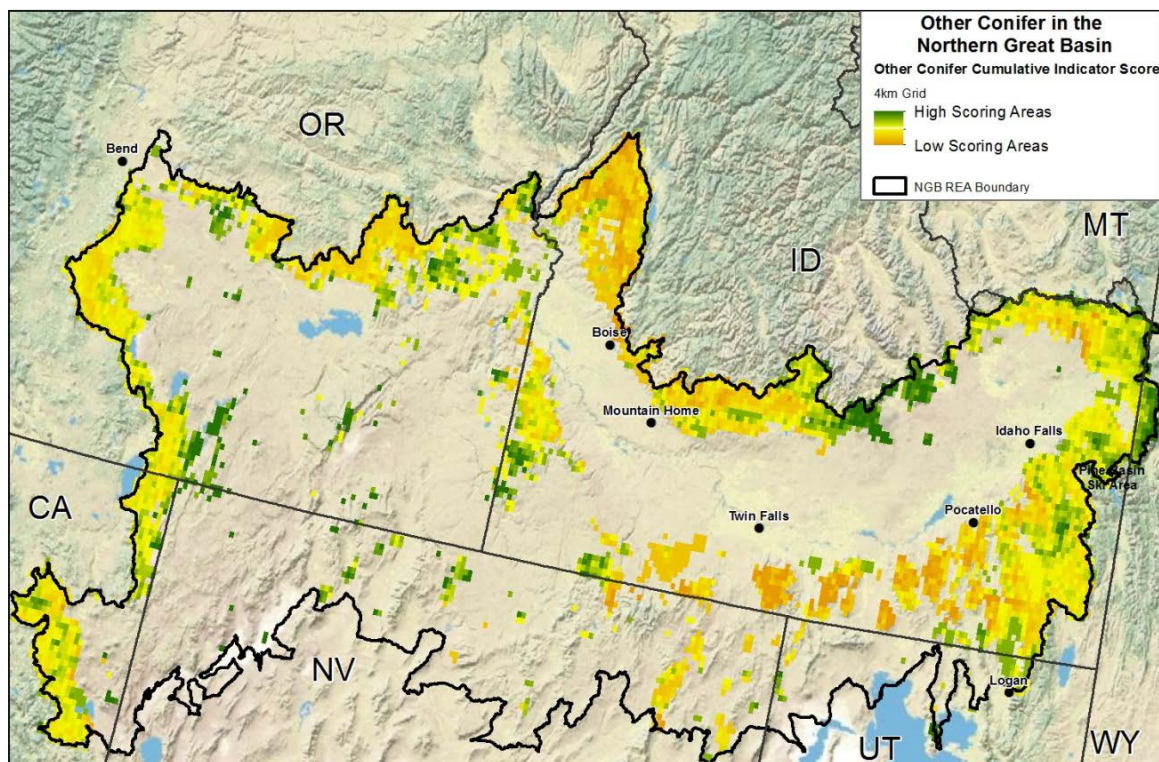 Other Conifer in the
Northern Great Basin
Other Conifer Cumulative Indicator Score
4km Grid
High Scoring Areas
Low Scoring Areas
NGB REA Boundary
OR
Bend
MT
ID
Boise
Mountain Home
Idaho Falls
Pine Basin
Ski Area
CA
Pocatello
Twin Falls
NV
Logan
UT
WY